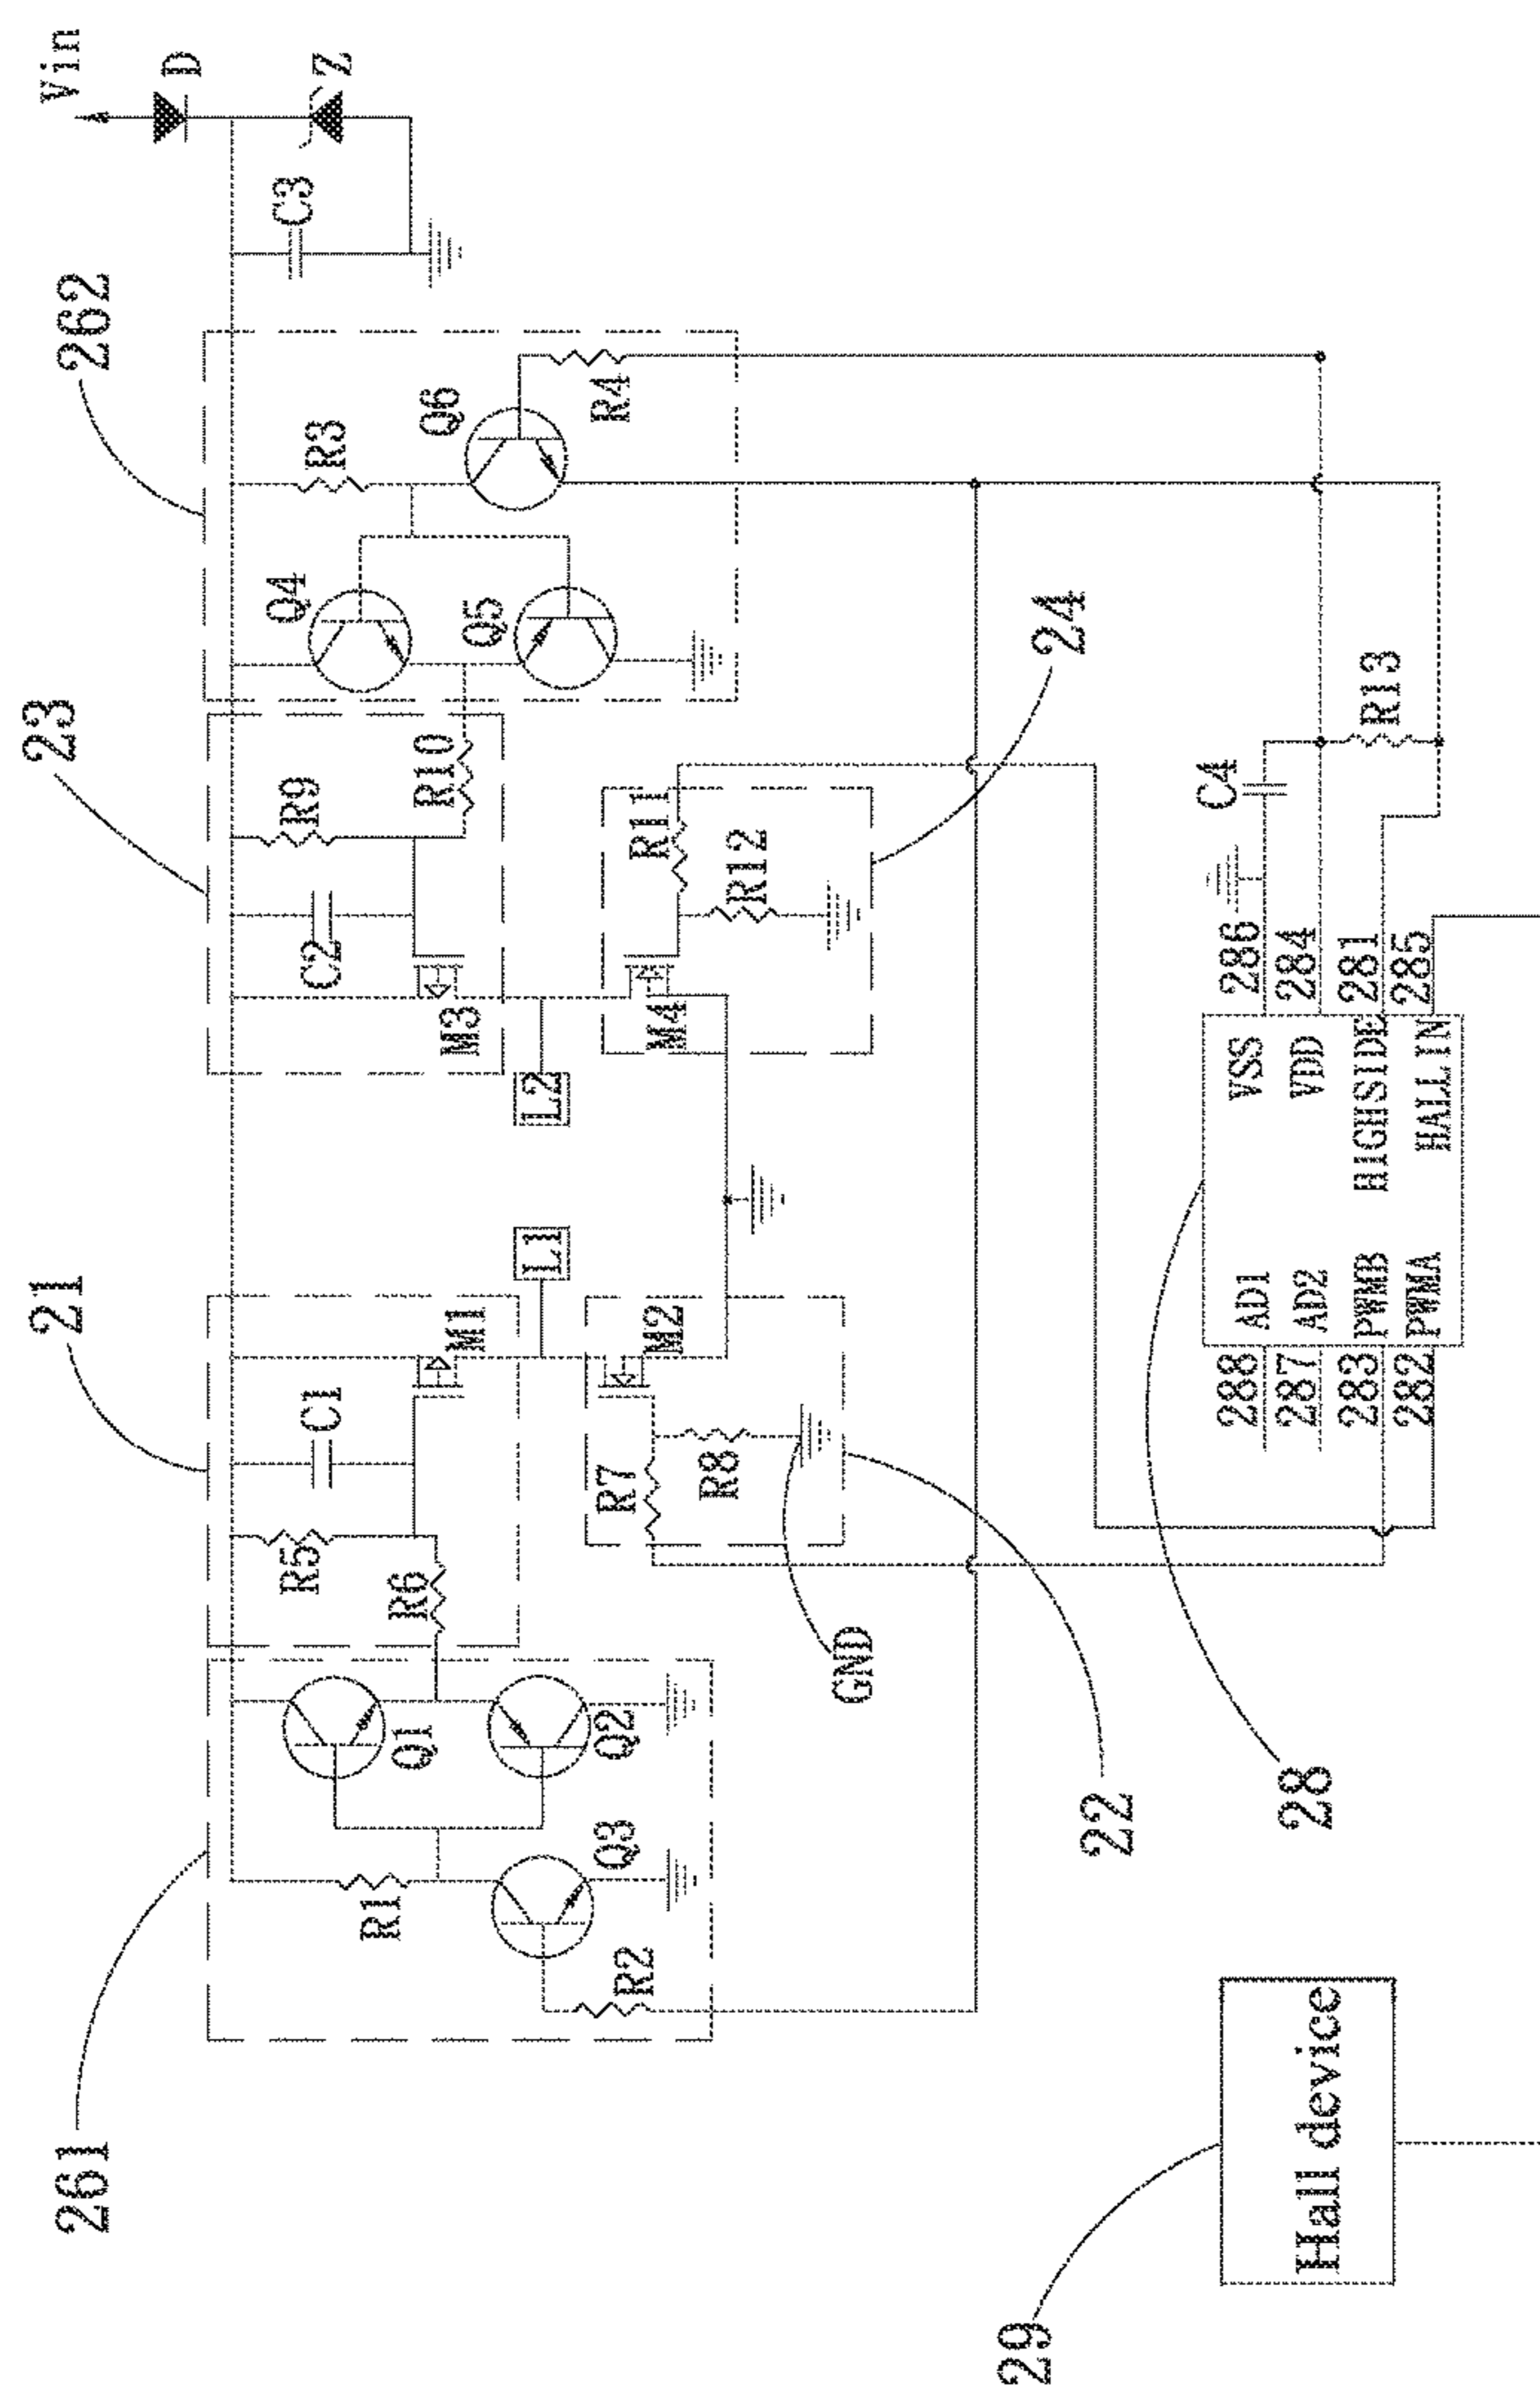 Vin
D
Z
C3
262
Q6
R4
R3
Q4
Q5
23
R9
R10
C2
M3
24
R11
R12
M4
L2
L1
21
M1
C1
R5
R6
M2
R7
R8
GND
22
261
Q1
Q2
Q3
R1
R2
R13
C4
286
284
281
285
VSS
VDD
HIGHSIDE
HALLIN
AD1
AD2
PWMB
PWMA
288
287
283
282
28
Hall device
29